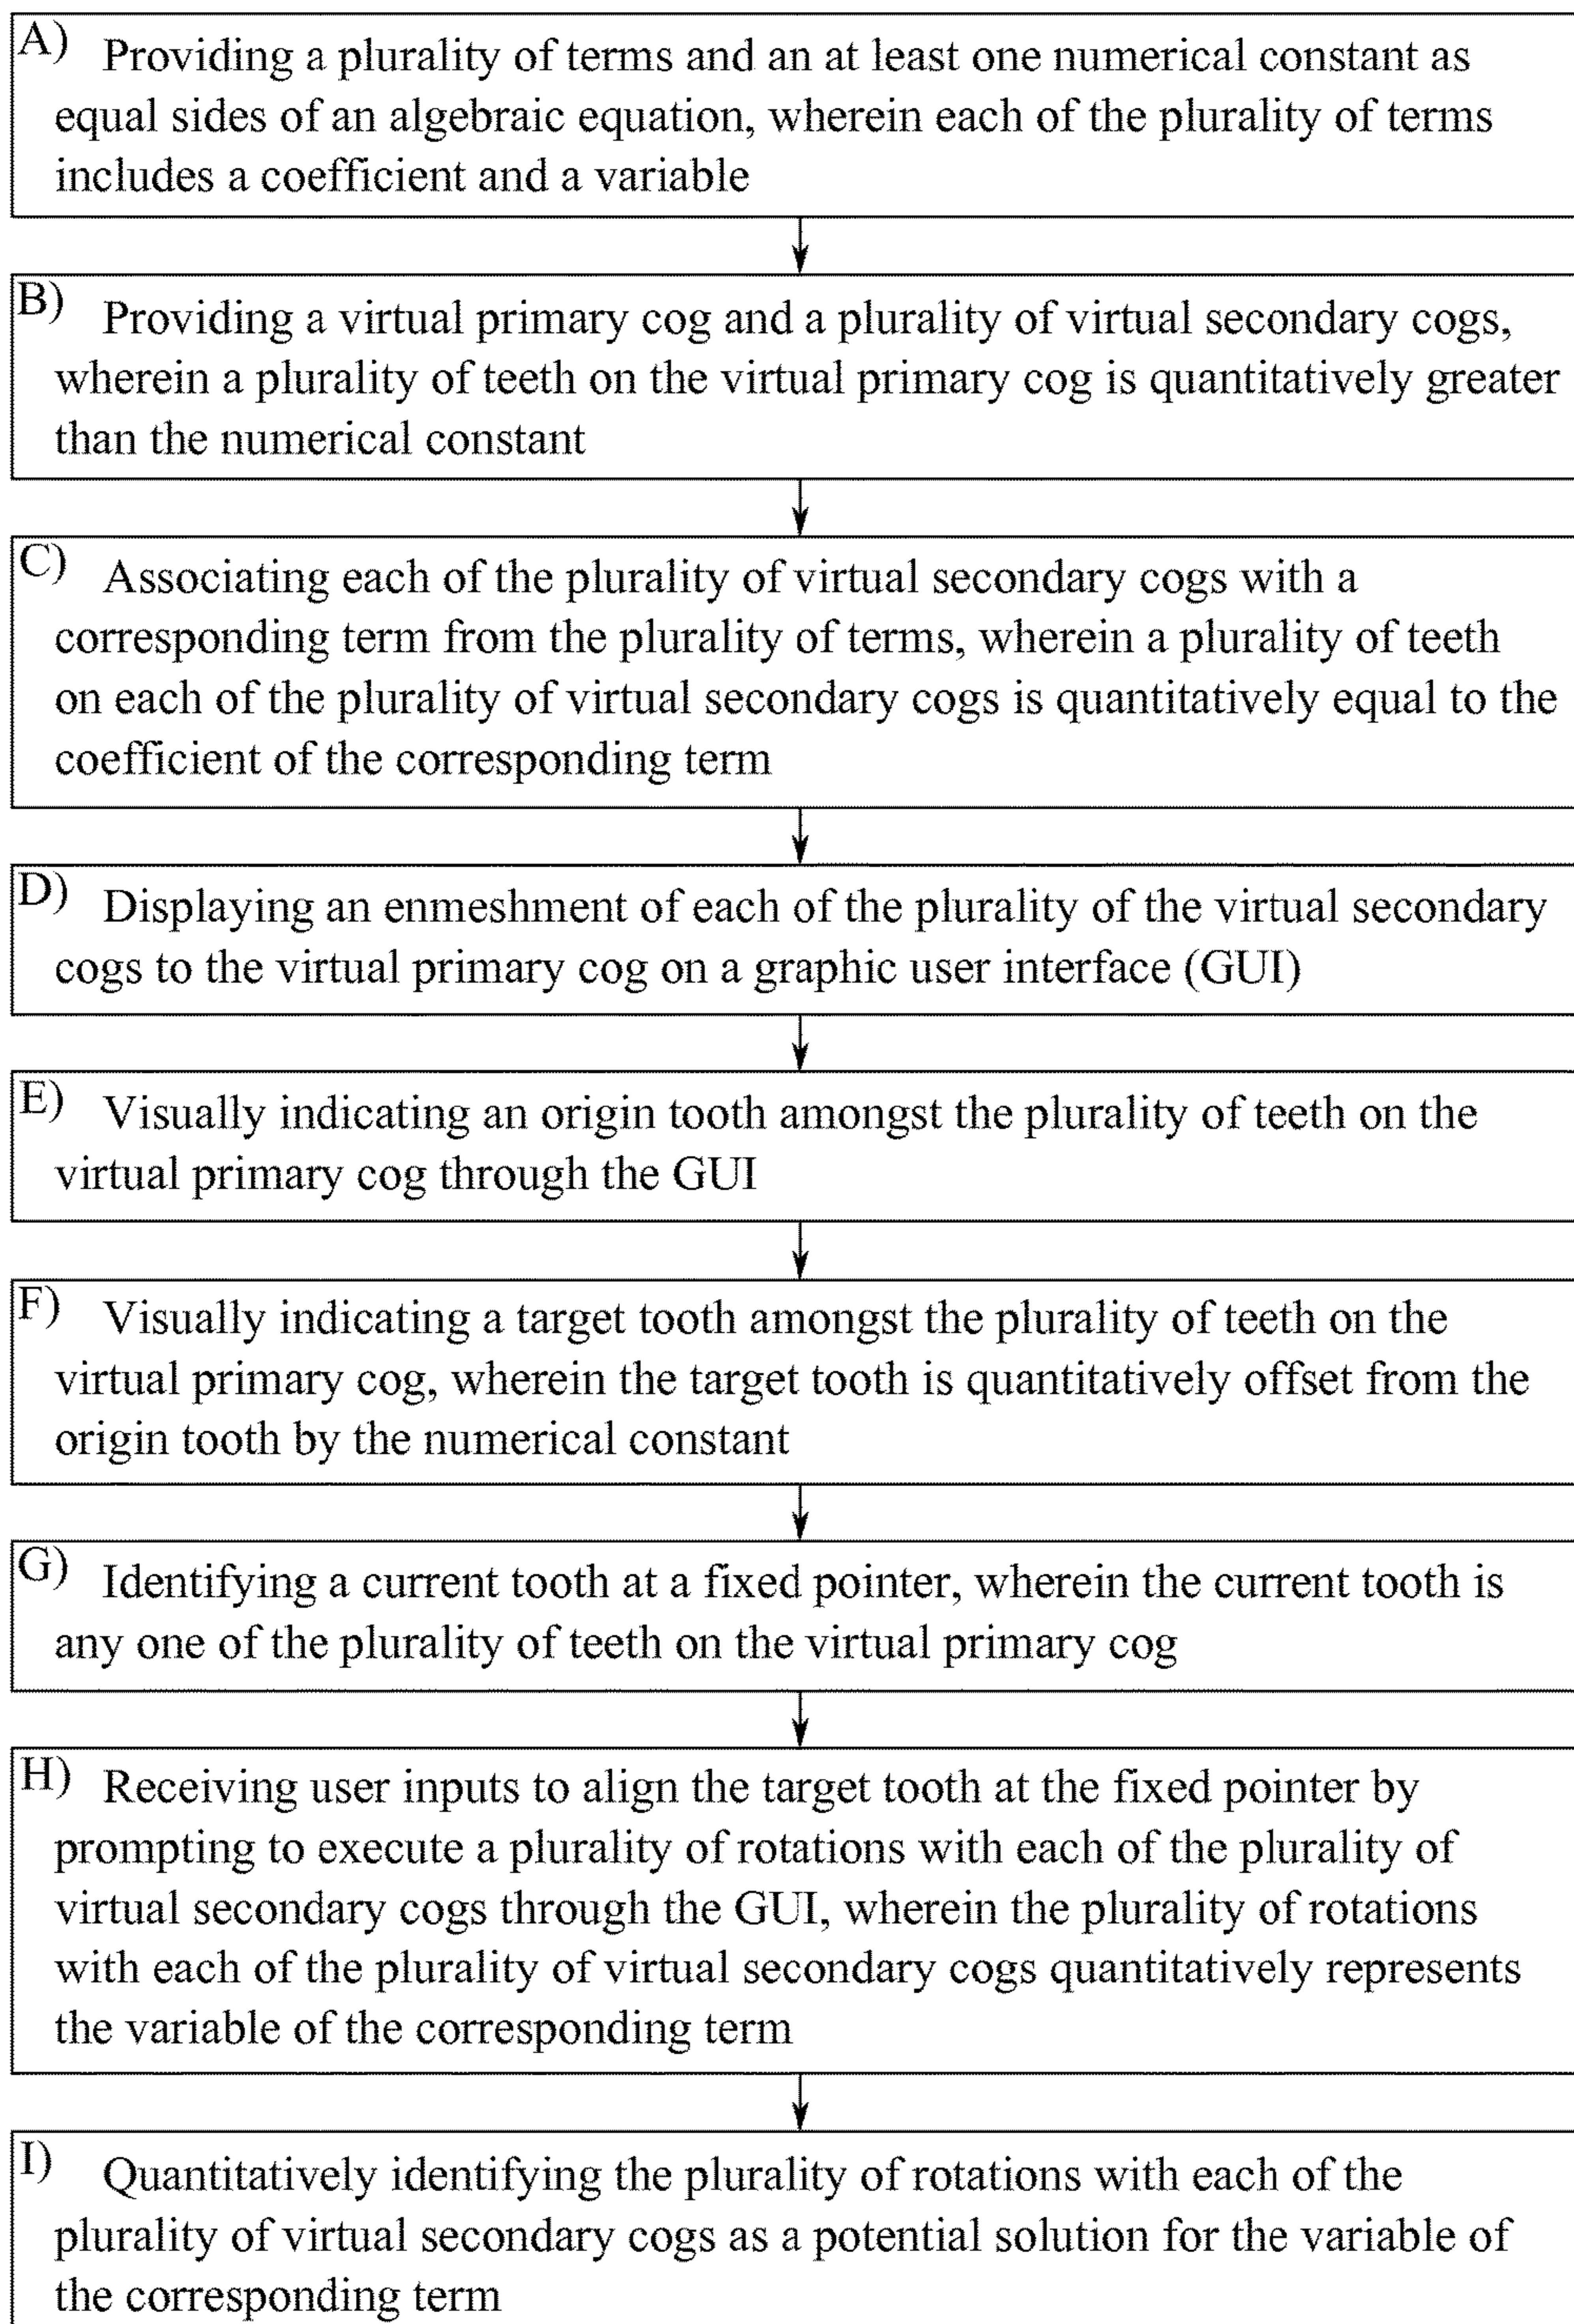 A) Providing a plurality of terms and an at least one numerical constant as
equal sides of an algebraic equation, wherein each of the plurality of terms
includes a coefficient and a variable
B) Providing a virtual primary cog and a plurality of virtual secondary cogs,
wherein a plurality of teeth on the virtual primary cog is quantitatively greater
than the numerical constant
C) Associating each of the plurality of virtual secondary cogs with a
corresponding term from the plurality of terms, wherein a plurality of teeth
on each of the plurality of virtual secondary cogs is quantitatively equal to the
coefficient of the corresponding term
D) Displaying an enmeshment of each of the plurality of the virtual secondary
cogs to the virtual primary cog on a graphic user interface (GUI)
E) Visually indicating an origin tooth amongst the plurality of teeth on the
virtual primary cog through the GUI
F) Visually indicating a target tooth amongst the plurality of teeth on the
virtual primary cog, wherein the target tooth is quantitatively offset from the
origin tooth by the numerical constant
G) Identifying a current tooth at a fixed pointer, wherein the current tooth is
any one of the plurality of teeth on the virtual primary cog
H) Receiving user inputs to align the target tooth at the fixed pointer by
prompting to execute a plurality of rotations with each of the plurality of
virtual secondary cogs through the GUI, wherein the plurality of rotations
with each of the plurality of virtual secondary cogs quantitatively represents
the variable of the corresponding term
I) Quantitatively identifying the plurality of rotations with each of the
plurality of virtual secondary cogs as a potential solution for the variable of
the corresponding term